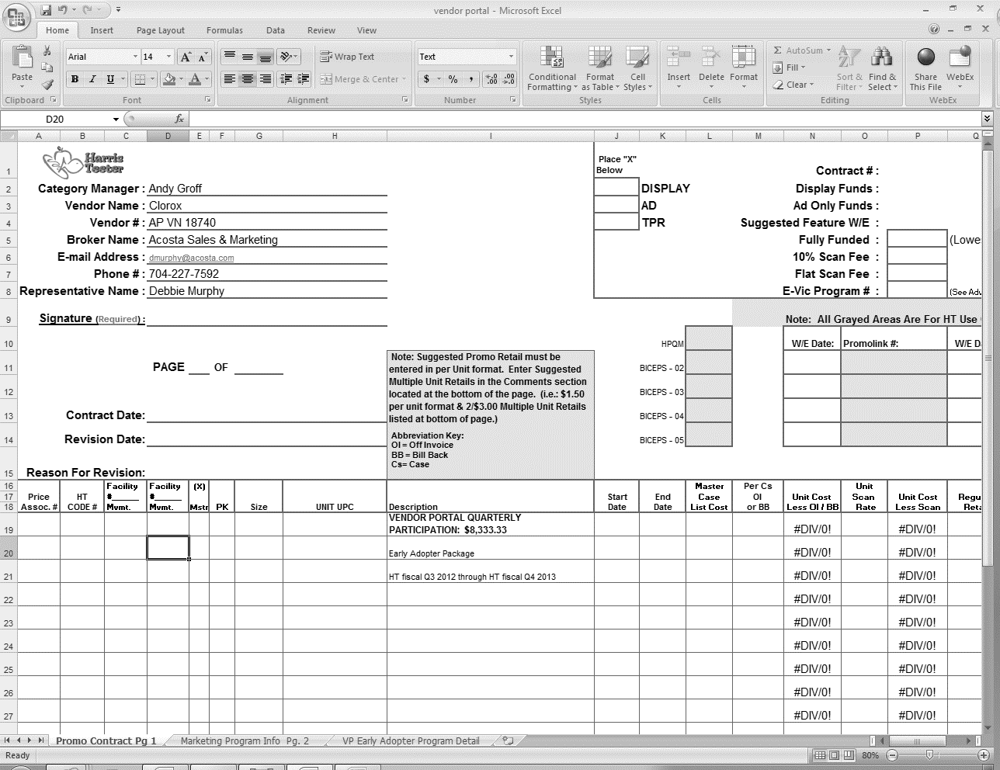 vendor portal - Microsoft Excel
Home Insert Page Layout Formulas Data Review View
Paste
Arial 14
B I U
Wrap Text
Merge & Center
Text
$ % ,
Conditional Formatting
Format as Table
Cell Styles
Insert Delete Format
AutoSum
Fill
Clear
Sort & Filter
Find & Select
Share This File
WebEx
Clipboard Font Alignment Number Styles Cells Editing WebEx
D20 fx
A B C D E F G H I J K L M N O P Q
Harris
Teeter
Place "X"
Below
1 Contract # :
2 Category Manager : Andy Groff DISPLAY Display Funds :
3 Vendor Name : Clorox AD Ad Only Funds :
4 Vendor # : AP VN 18740 TPR Suggested Feature W/E :
5 Broker Name : Acosta Sales & Marketing Fully Funded : (Lowe
6 E-mail Address : dmurphy@acosta.com 10% Scan Fee :
7 Phone # : 704-227-7592 Flat Scan Fee :
8 Representative Name : Debbie Murphy E-Vic Program # : (See Adv
9 Signature (Required) : Note: All Grayed Areas Are For HT Use
10 HPQM W/E Date: Promolink #: W/E D
11 PAGE OF BICEPS - 02
12 BICEPS - 03
13 Contract Date: BICEPS - 04
14 Revision Date: BICEPS - 05
15 Reason For Revision:
Note: Suggested Promo Retail must be
entered in per Unit format. Enter Suggested
Multiple Unit Retails in the Comments section
located at the bottom of the page. (i.e.: $1.50
per unit format & 2/$3.00 Multiple Unit Retails
listed at bottom of page.)
Abbreviation Key:
OI = Off Invoice
BB = Bill Back
Cs= Case
16 Facility Facility (X) Master Per Cs Unit
17 Price HT #______ #______ Start End Case OI Unit Cost Scan Unit Cost Regu
18 Assoc. # CODE # Mvmt. Mvmt. Mstr PK Size UNIT UPC Description Date Date List Cost or BB Less OI / BB Rate Less Scan Reta
VENDOR PORTAL QUARTERLY
19 PARTICIPATION: $8,333.33 #DIV/0! #DIV/0!
20 Early Adopter Package #DIV/0! #DIV/0!
21 HT fiscal Q3 2012 through HT fiscal Q4 2013 #DIV/0! #DIV/0!
22 #DIV/0! #DIV/0!
23 #DIV/0! #DIV/0!
24 #DIV/0! #DIV/0!
25 #DIV/0! #DIV/0!
26 #DIV/0! #DIV/0!
27 #DIV/0! #DIV/0!
Promo Contract Pg 1 Marketing Program Info Pg. 2 VP Early Adopter Program Detail
Ready 80%